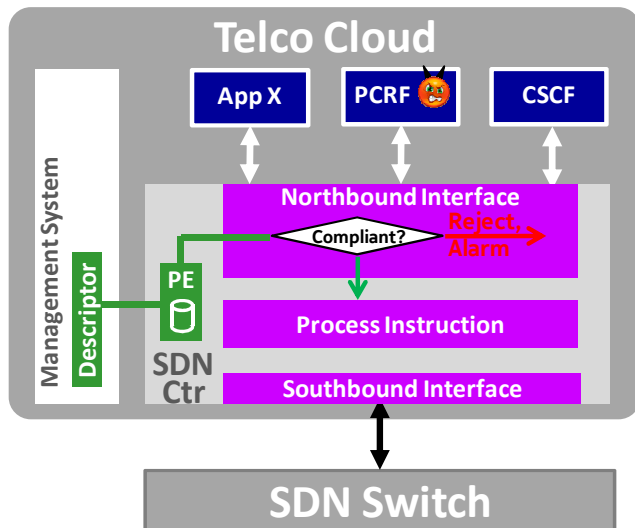 Telco Cloud
App X
PCRF
CSCF
Management System
Descriptor
Northbound Interface
Compliant?
Reject,
Alarm
PE
Process Instruction
SDN
Ctr
Southbound Interface
SDN Switch